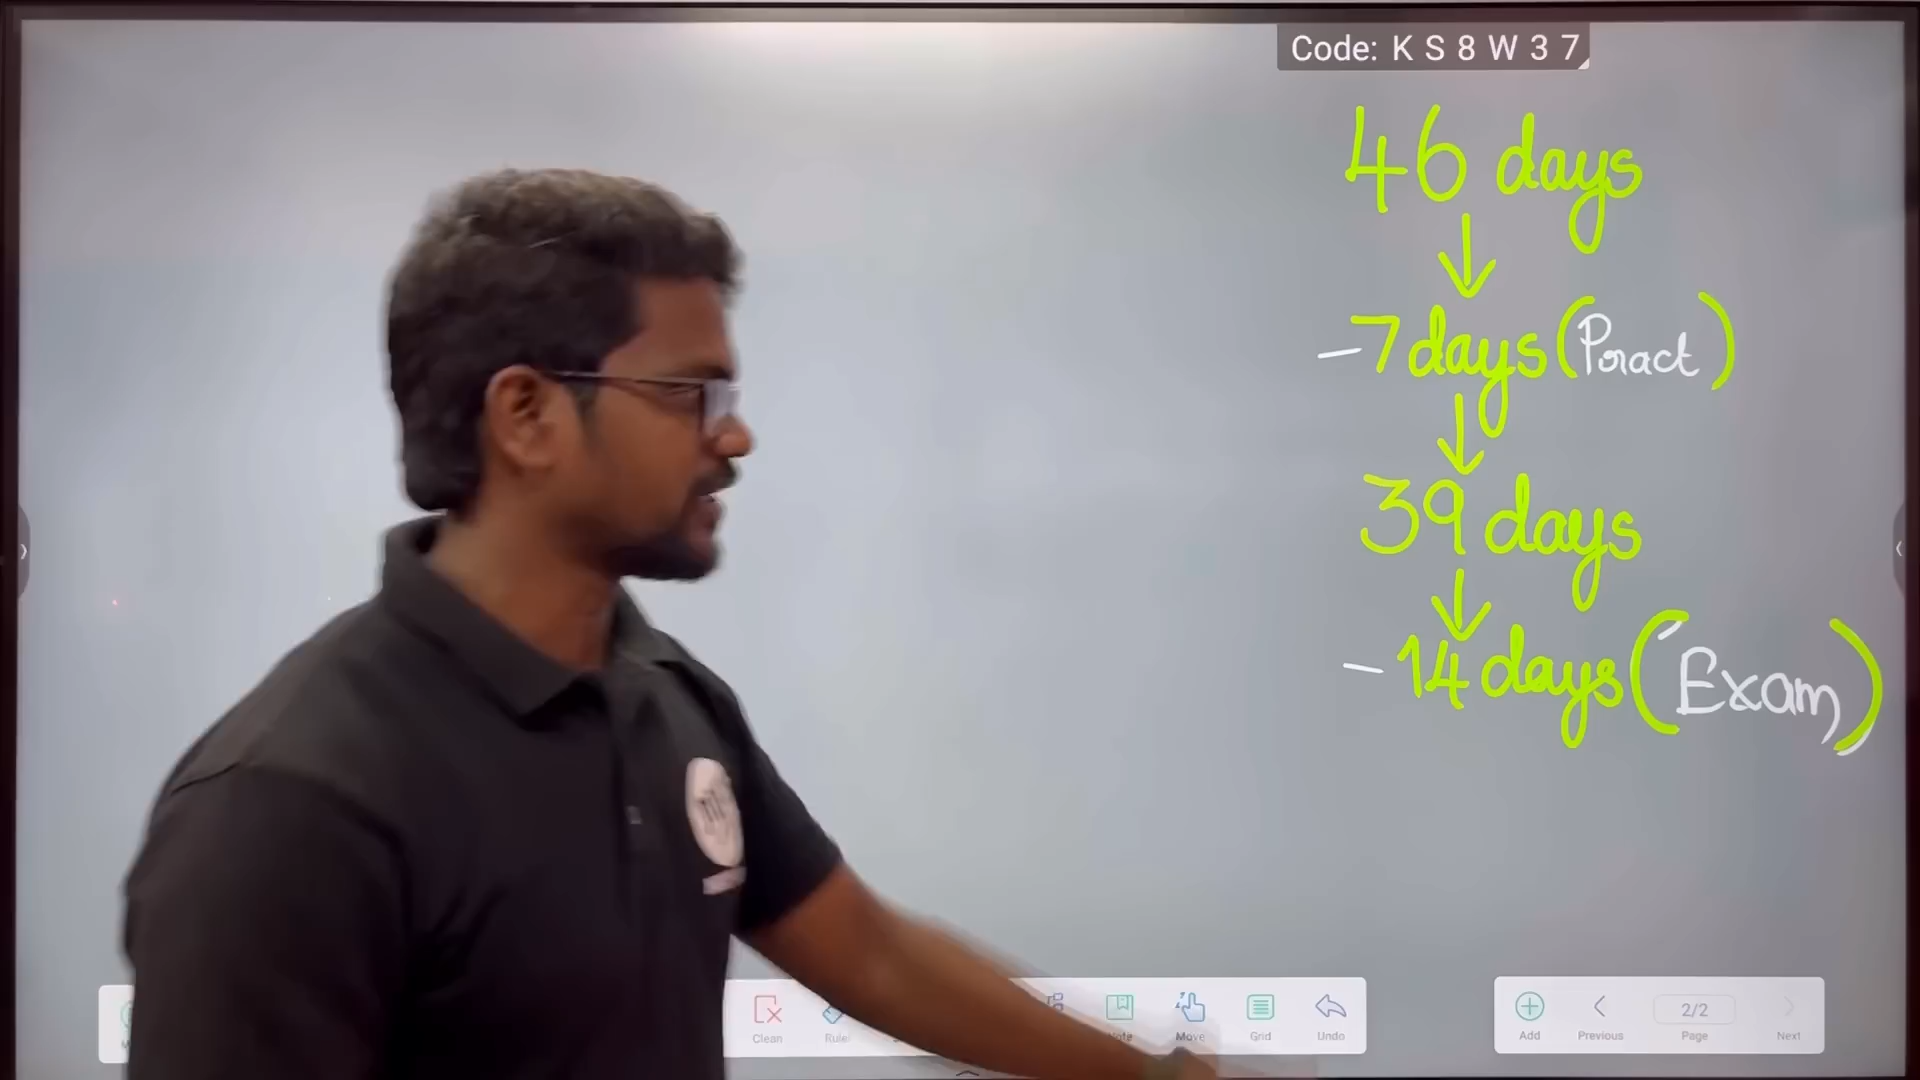 Code: K S 8 W 3 7
46 days
↓
-7 days (Pract)
↓
39 days
↓
- 14 days (Exam)
Clean
Note
Move
Grid
Undo
Add
Previous
2/2
Page
Next